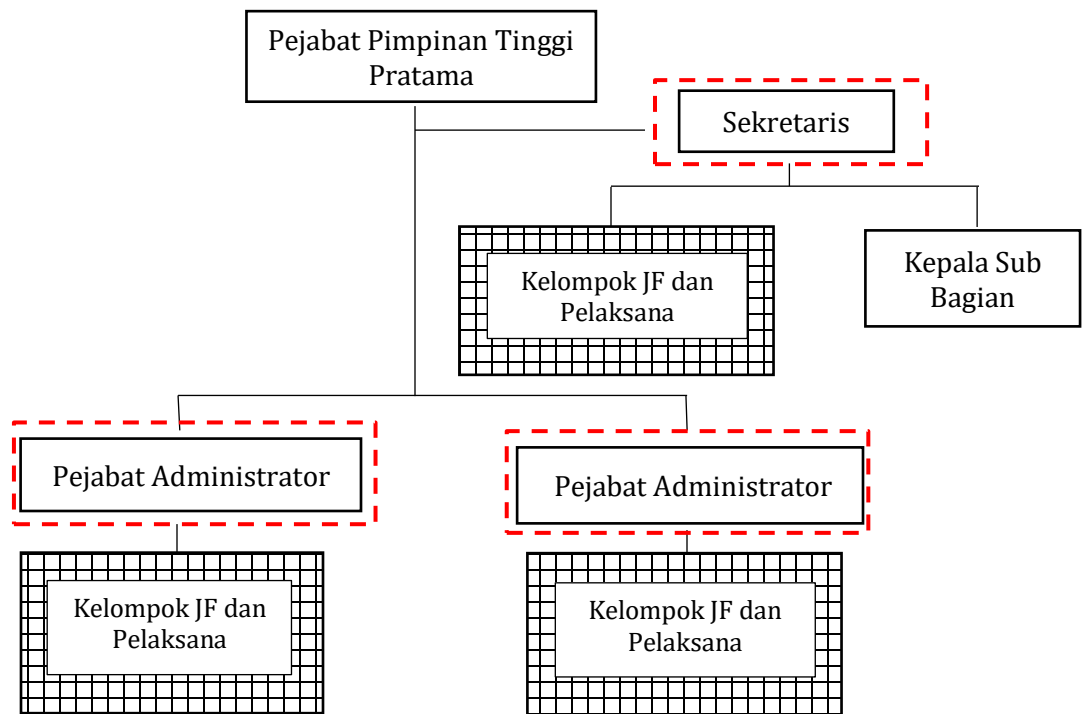 Pejabat Pimpinan Tinggi
Pratama
Sekretaris
Kelompok JF dan
Pelaksana
Kepala Sub
Bagian
Pejabat Administrator
Pejabat Administrator
Kelompok JF dan
Pelaksana
Kelompok JF dan
Pelaksana